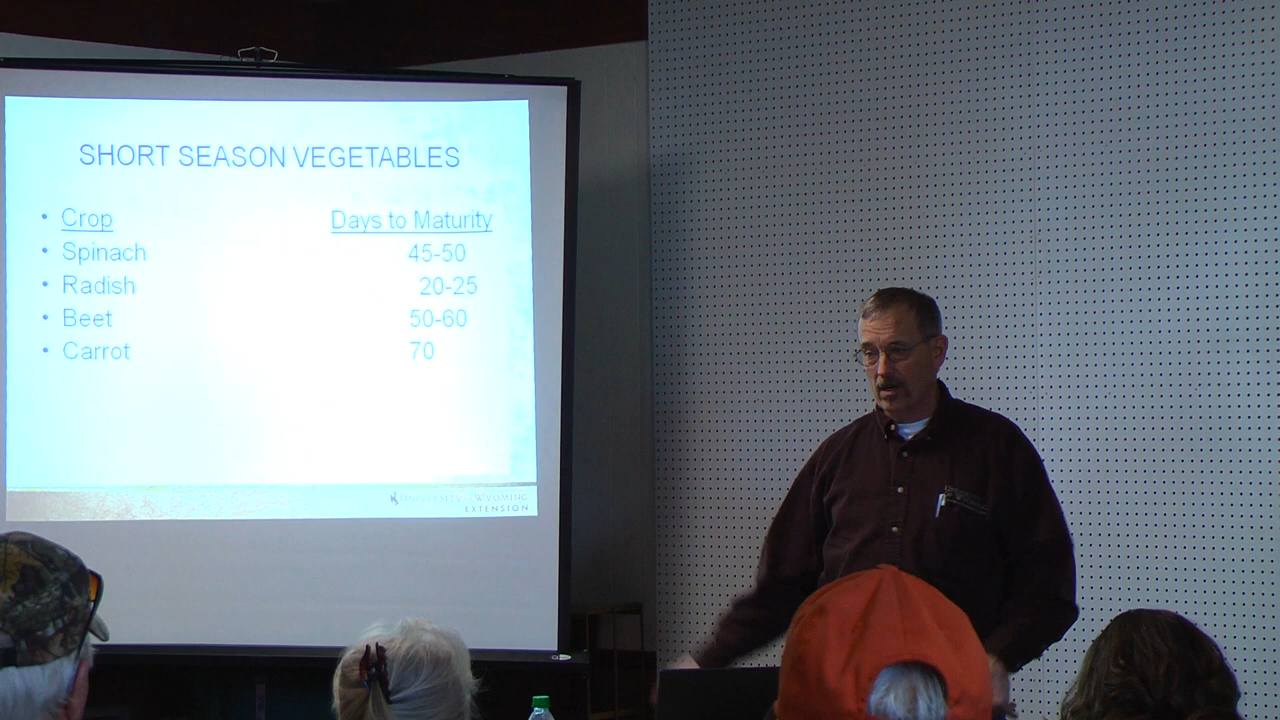 SHORT SEASON VEGETABLES
• Crop Days to Maturity
• Spinach 45-50
• Radish 20-25
• Beet 50-60
• Carrot 70
UNIVERSITY OF WYOMING
EXTENSION